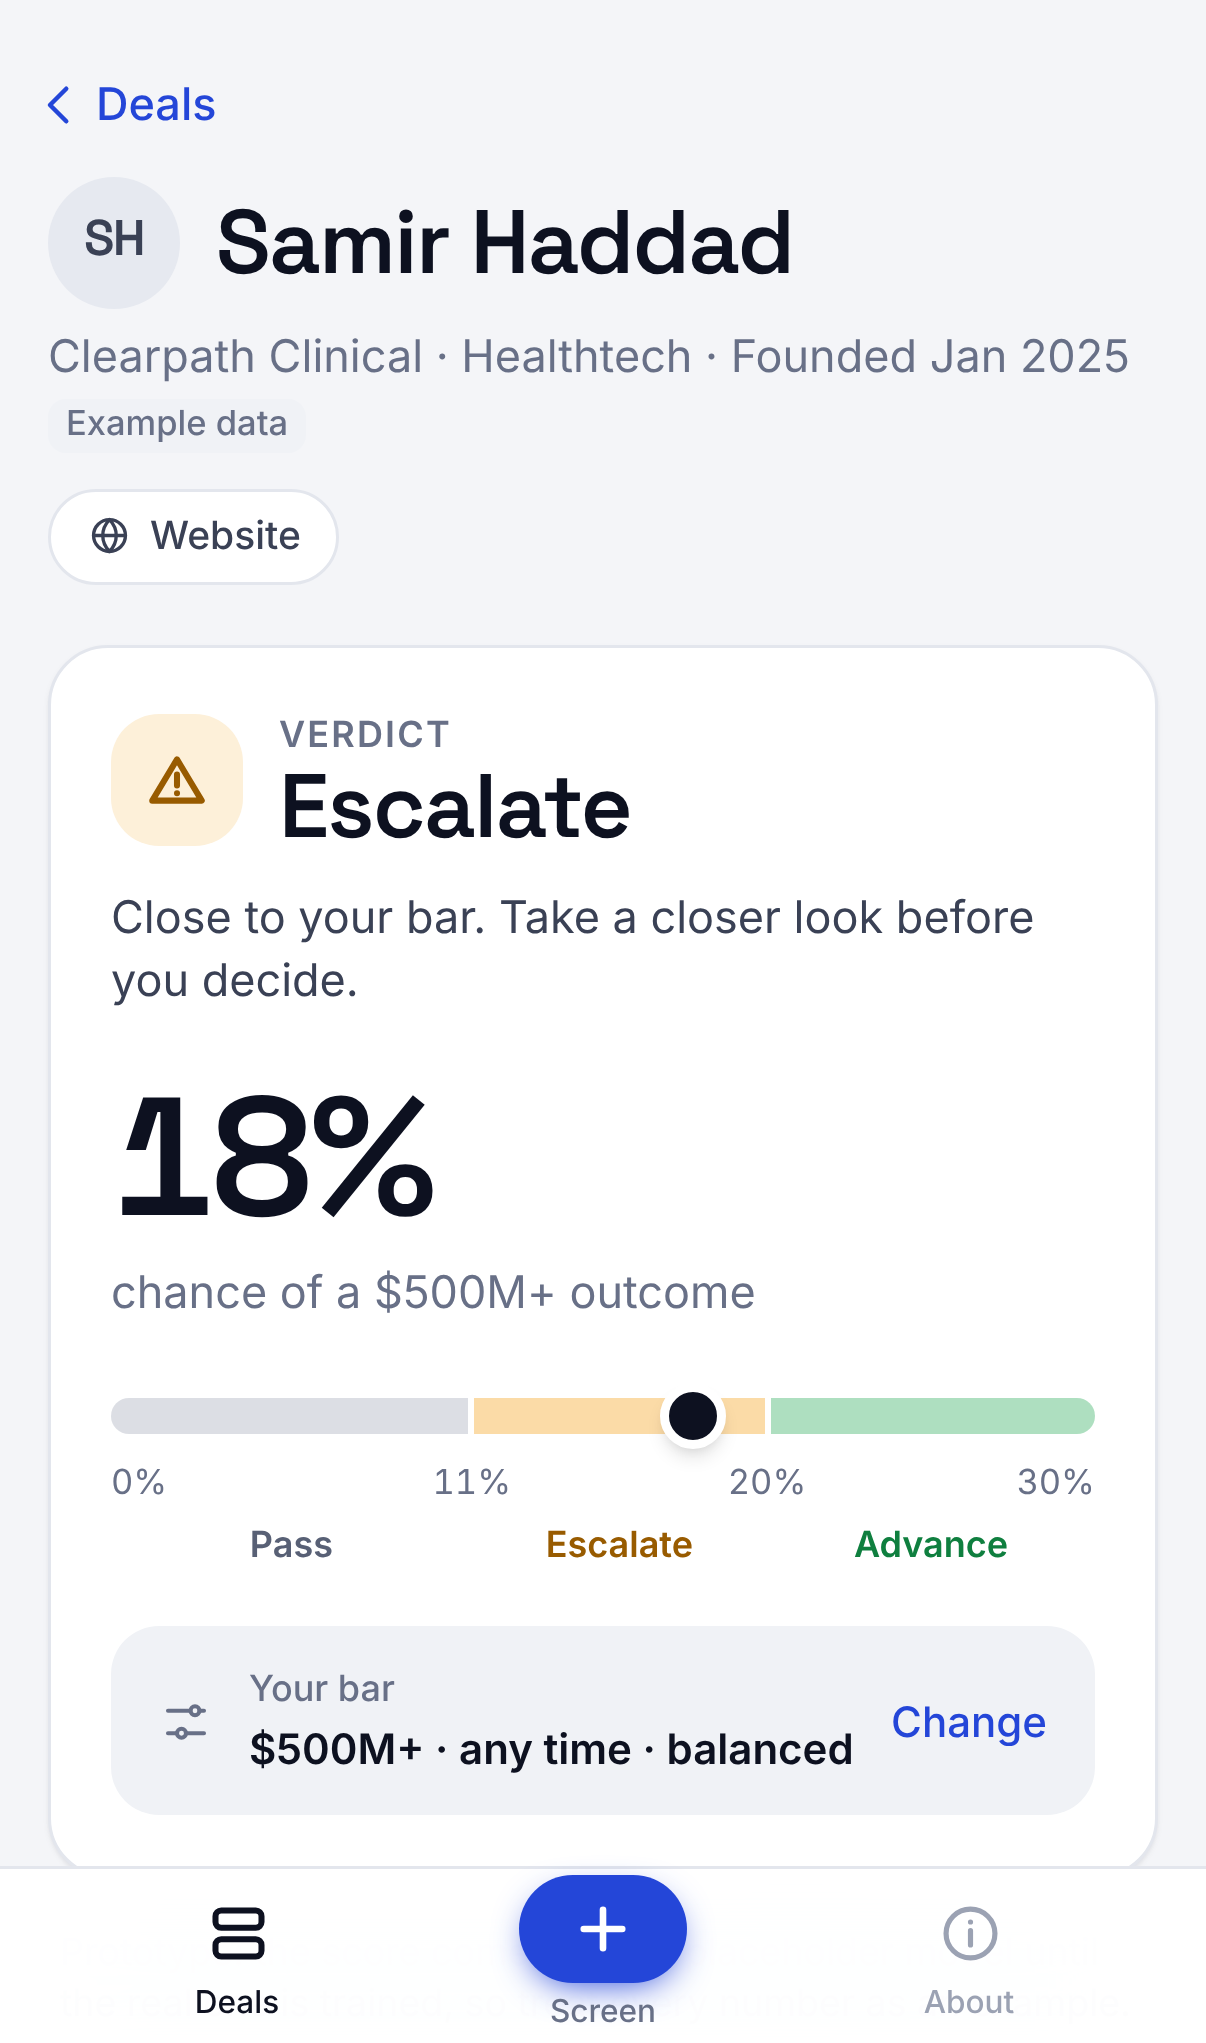 Deals
SH
Samir Haddad
Clearpath Clinical · Healthtech · Founded Jan 2025
Example data
Website
VERDICT
Escalate
Close to your bar. Take a closer look before
you decide.
18%
chance of a $500M+ outcome
0% 11% 20% 30%
Pass Escalate Advance
Your bar
$500M+ · any time · balanced
Change
Deals Screen About